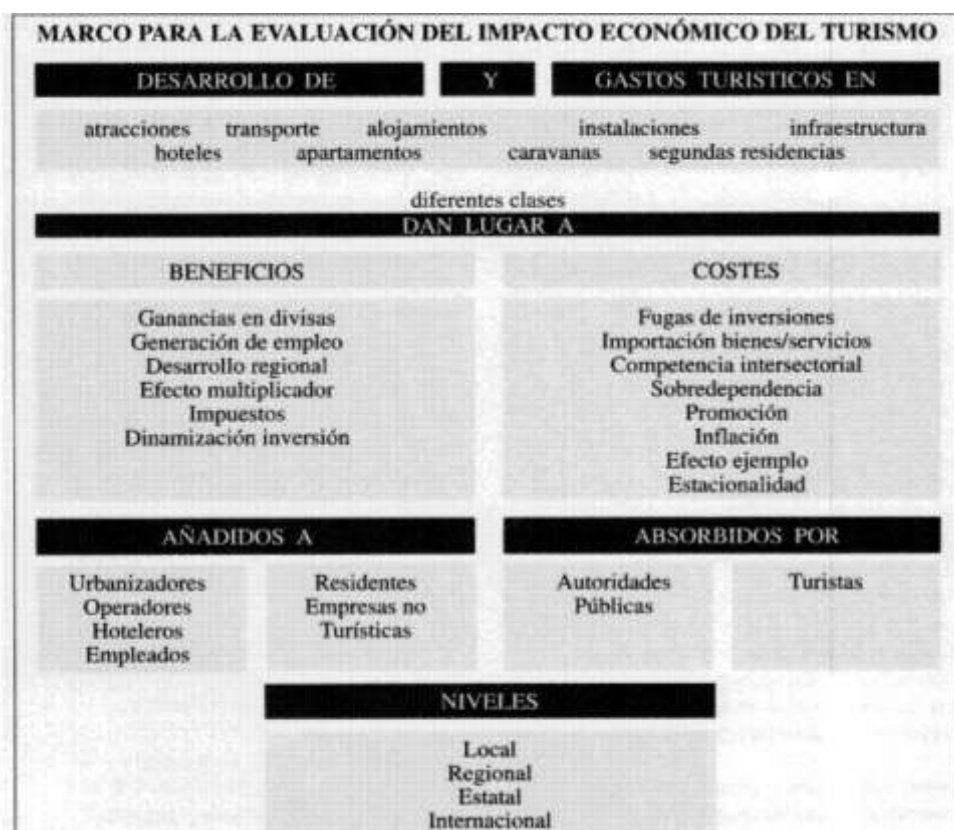 MARCO PARA LA EVALUACIÓN DEL IMPACTO ECONÓMICO DEL TURISMO
DESARROLLO DE Y GASTOS TURISTICOS EN
atracciones transporte alojamientos instalaciones infraestructura
hoteles apartamentos caravanas segundas residencias
diferentes clases
DAN LUGAR A
BENEFICIOS
Ganancias en divisas
Generación de empleo
Desarrollo regional
Efecto multiplicador
Impuestos
Dinamización inversión
COSTES
Fugas de inversiones
Importación bienes/servicios
Competencia intersectorial
Sobredependencia
Promoción
Inflación
Efecto ejemplo
Estacionalidad
AÑADIDOS A
Urbanizadores
Operadores
Hoteleros
Empleados
Residentes
Empresas no
Turísticas
ABSORBIDOS POR
Autoridades
Públicas
Turistas
NIVELES
Local
Regional
Estatal
Internacional